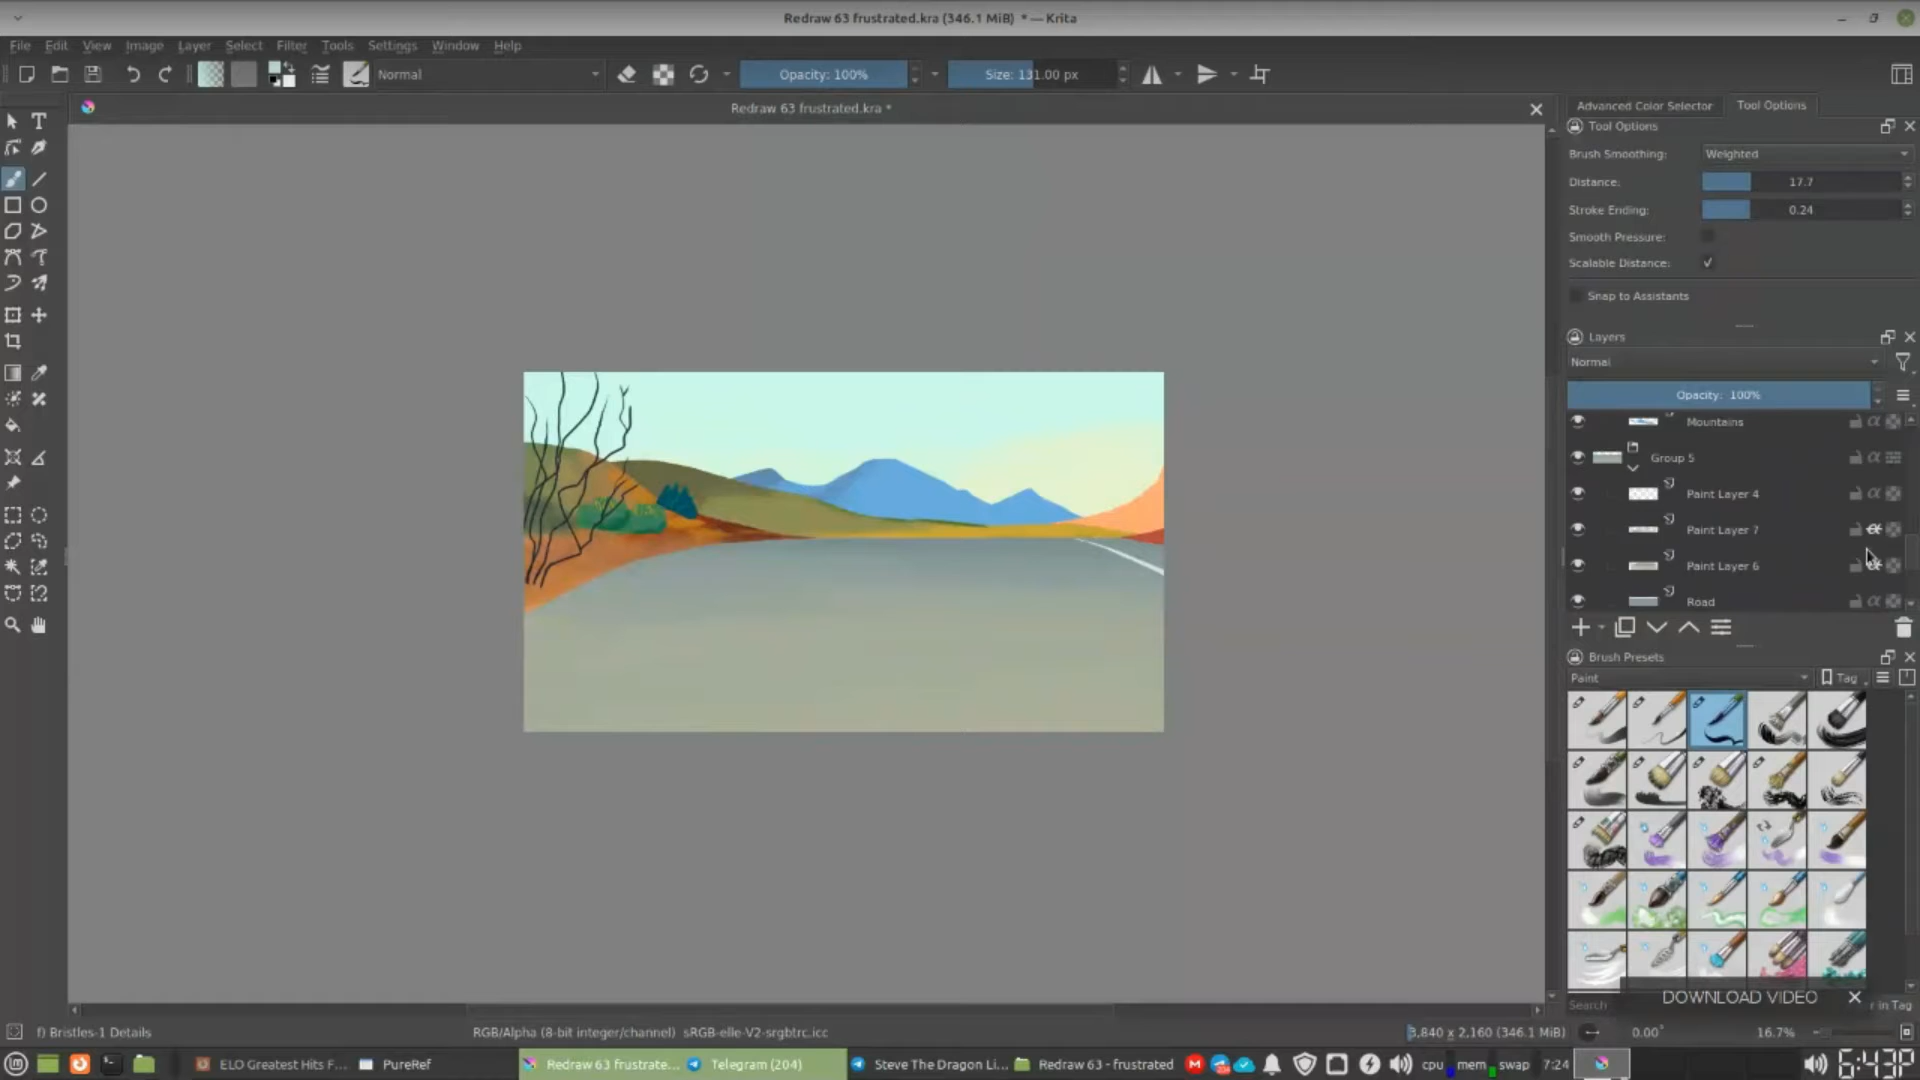 Redraw 63 frustrated.kra (346.1 MiB) * — Krita
File Edit View Image Layer Select Filter Tools Settings Window Help
Normal
Opacity: 100%
Size: 131.00 px
Redraw 63 frustrated.kra *
Advanced Color Selector
Tool Options
Tool Options
Brush Smoothing: Weighted
Distance: 17.7
Stroke Ending: 0.24
Smooth Pressure:
Scalable Distance:
Snap to Assistants
Layers
Normal
Opacity: 100%
Mountains
Group 5
Paint Layer 4
Paint Layer 7
Paint Layer 6
Road
Brush Presets
Paint
Tag
DOWNLOAD VIDEO
Search
r in Tag
f) Bristles-1 Details
RGB/Alpha (8-bit integer/channel) sRGB-elle-V2-srgbtrc.icc
3,840 x 2,160 (346.1 MiB)
0.00°
16.7%
ELO Greatest Hits F...
PureRef
Redraw 63 frustrate...
Telegram (204)
Steve The Dragon Li...
Redraw 63 - frustrated
cpu mem swap 7:24
6:43P